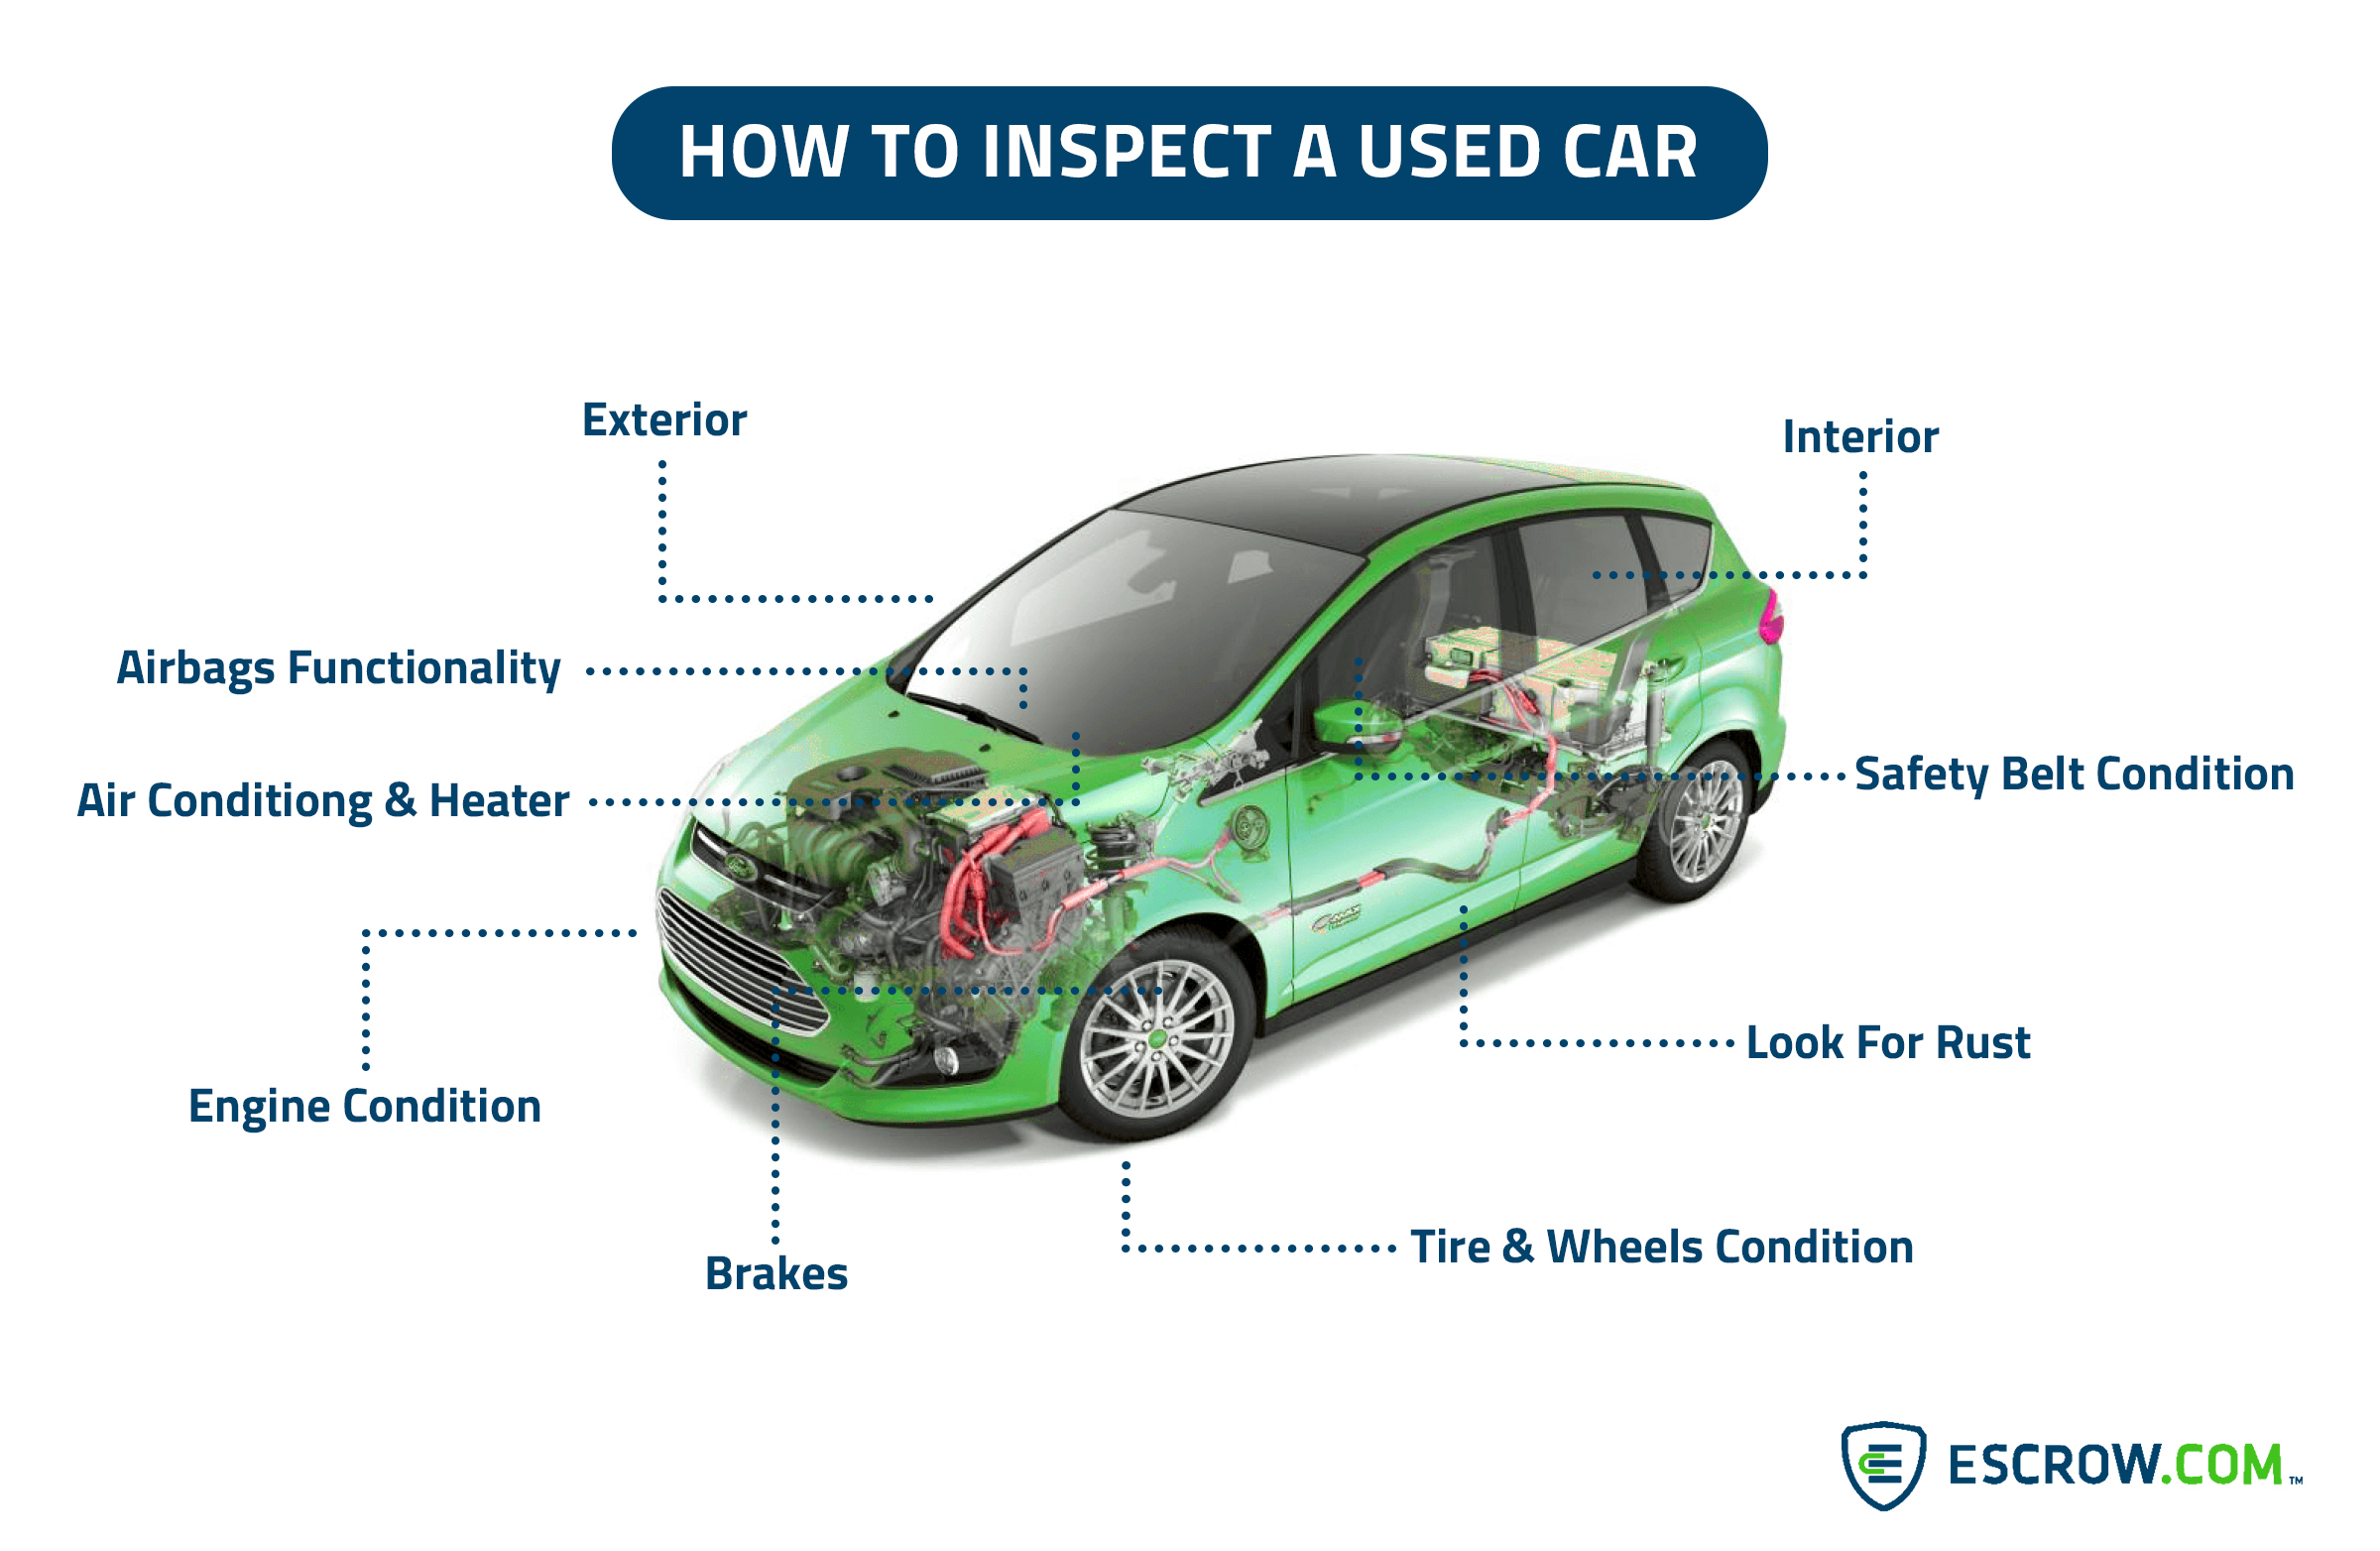 HOW TO INSPECT A USED CAR
Exterior
Interior
Airbags Functionality
Safety Belt Condition
Air Conditiong & Heater
Look For Rust
Engine Condition
Tire & Wheels Condition
Brakes
ESCROW.COM™